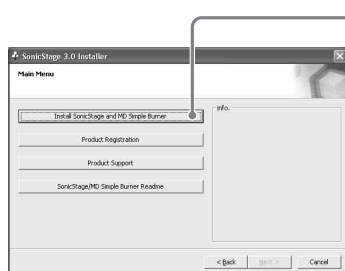 SonicStage 3.0 Installer
Main Menu
Install SonicStage and MD Simple Burner
Product Registration
Product Support
SonicStage/MD Simple Burner Readme
info.
< Back
Next >
Cancel